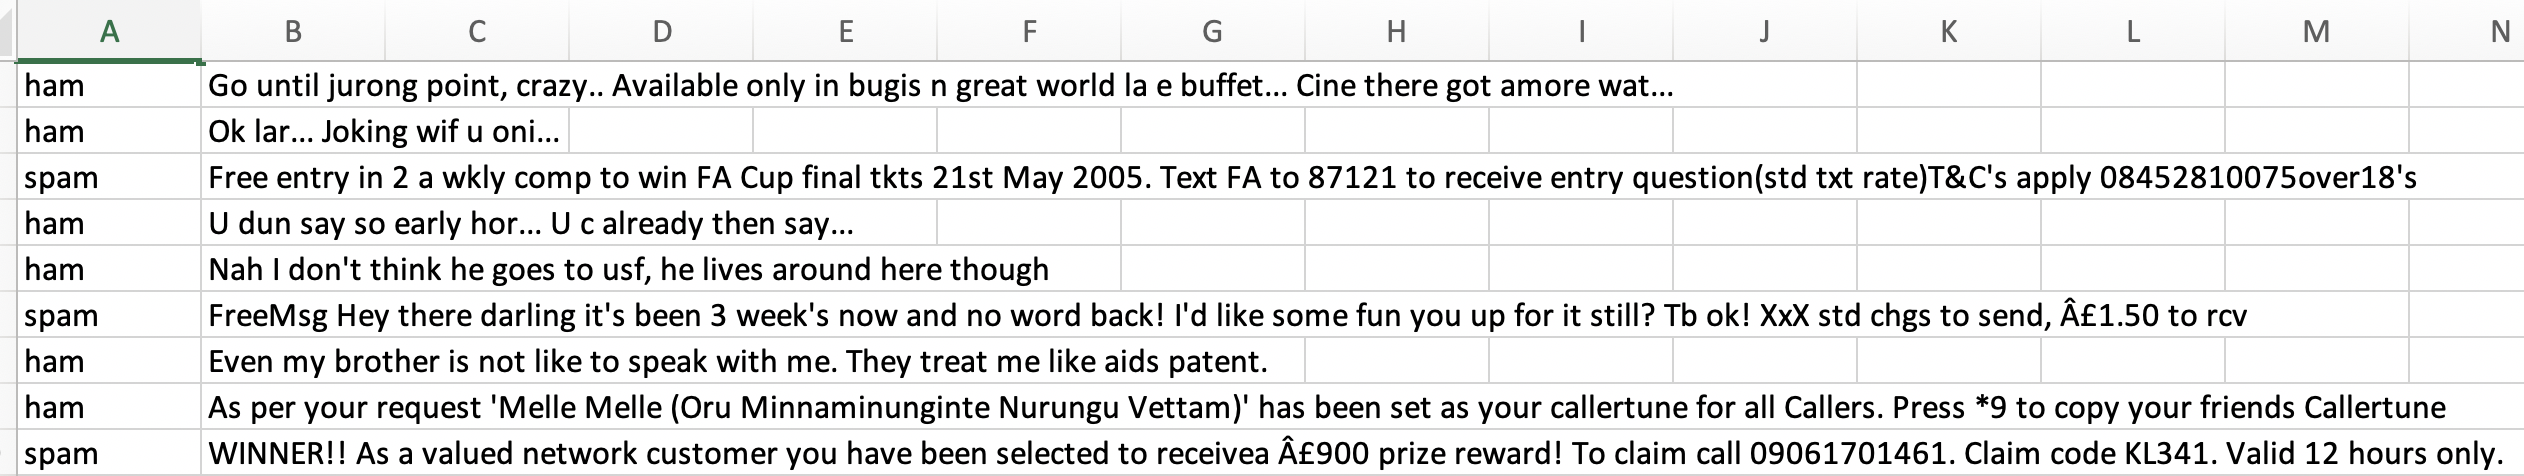 A B C D E F G H I J K L M N
ham Go until jurong point, crazy.. Available only in bugis n great world la e buffet... Cine there got amore wat...
ham Ok lar... Joking wif u oni...
spam Free entry in 2 a wkly comp to win FA Cup final tkts 21st May 2005. Text FA to 87121 to receive entry question(std txt rate)T&C's apply 08452810075over18's
ham U dun say so early hor... U c already then say...
ham Nah I don't think he goes to usf, he lives around here though
spam FreeMsg Hey there darling it's been 3 week's now and no word back! I'd like some fun you up for it still? Tb ok! XxX std chgs to send, Â£1.50 to rcv
ham Even my brother is not like to speak with me. They treat me like aids patent.
ham As per your request 'Melle Melle (Oru Minnaminunginte Nurungu Vettam)' has been set as your callertune for all Callers. Press *9 to copy your friends Callertune
spam WINNER!! As a valued network customer you have been selected to receivea Â£900 prize reward! To claim call 09061701461. Claim code KL341. Valid 12 hours only.